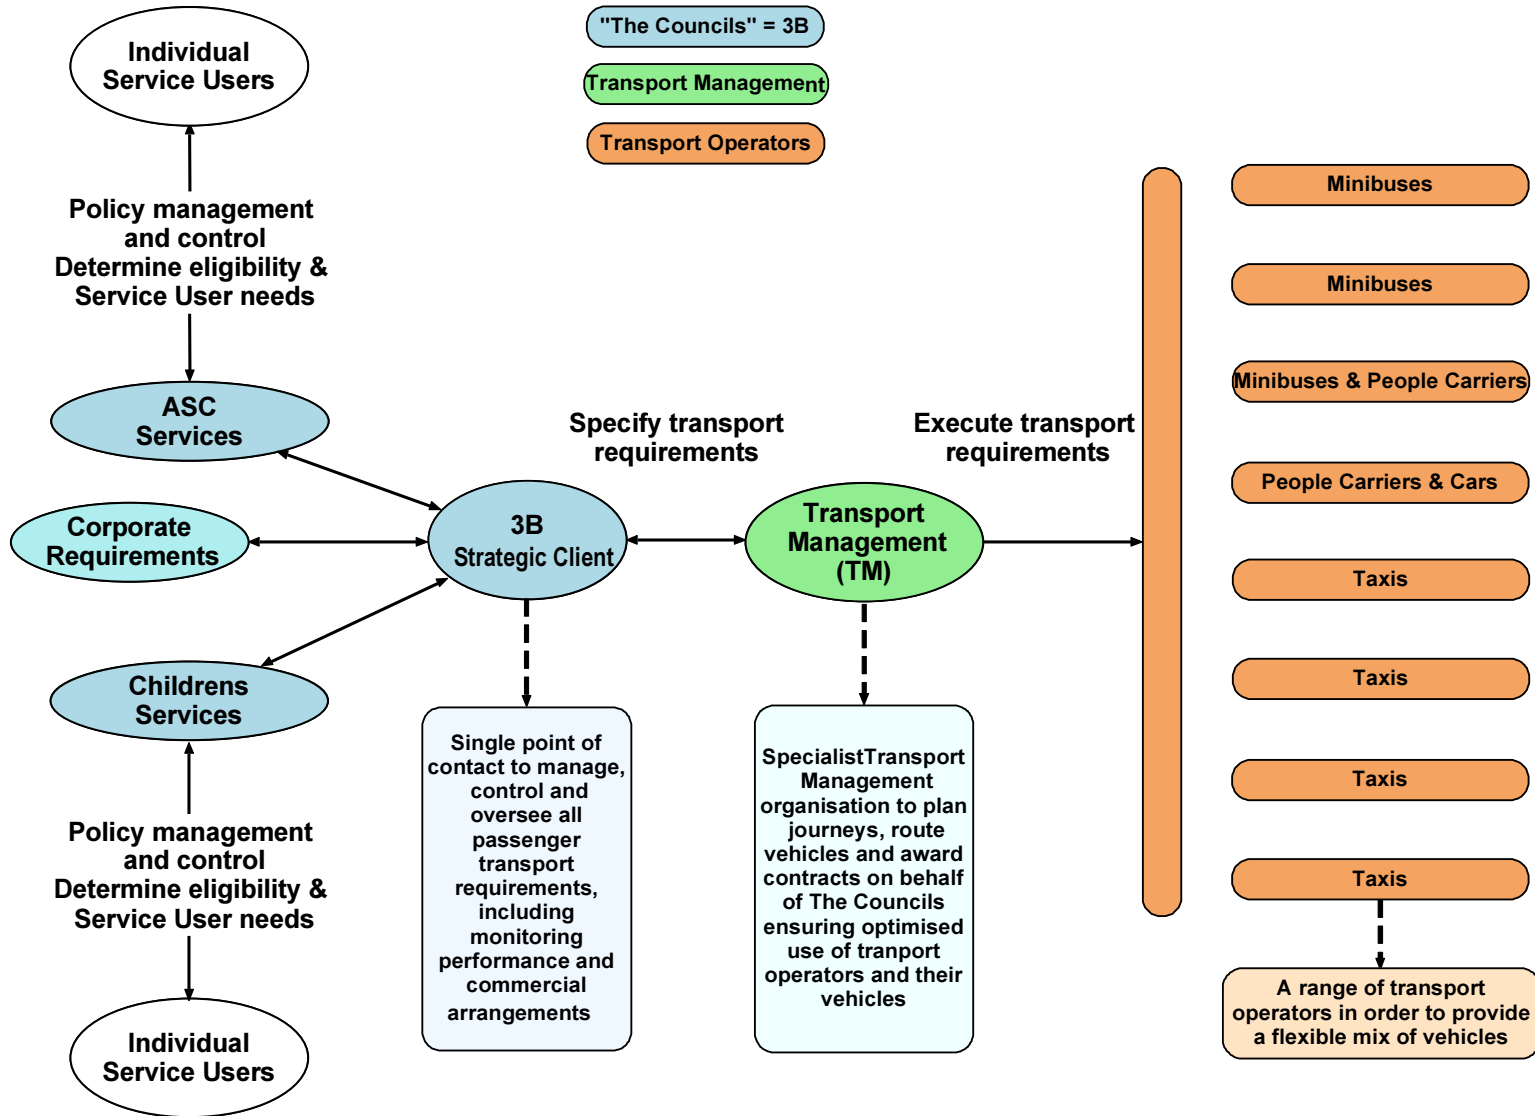 Individual
Service Users
Policy management
and control
Determine eligibility &
Service User needs
ASC
Services
Corporate
Requirements
Childrens
Services
Policy management
and control
Determine eligibility &
Service User needs
Individual
Service Users
"The Councils" = 3B
Transport Management
Transport Operators
3B
Strategic Client
Single point of
contact to manage,
control and
oversee all
passenger
transport
requirements,
including
monitoring
performance and
commercial
arrangements
Specify transport
requirements
Transport
Management
(TM)
SpecialistTransport
Management
organisation to plan
journeys, route
vehicles and award
contracts on behalf
of The Councils
ensuring optimised
use of tranport
operators and their
vehicles
Execute transport
requirements
Minibuses
Minibuses
Minibuses & People Carriers
People Carriers & Cars
Taxis
Taxis
Taxis
Taxis
A range of transport
operators in order to provide
a flexible mix of vehicles